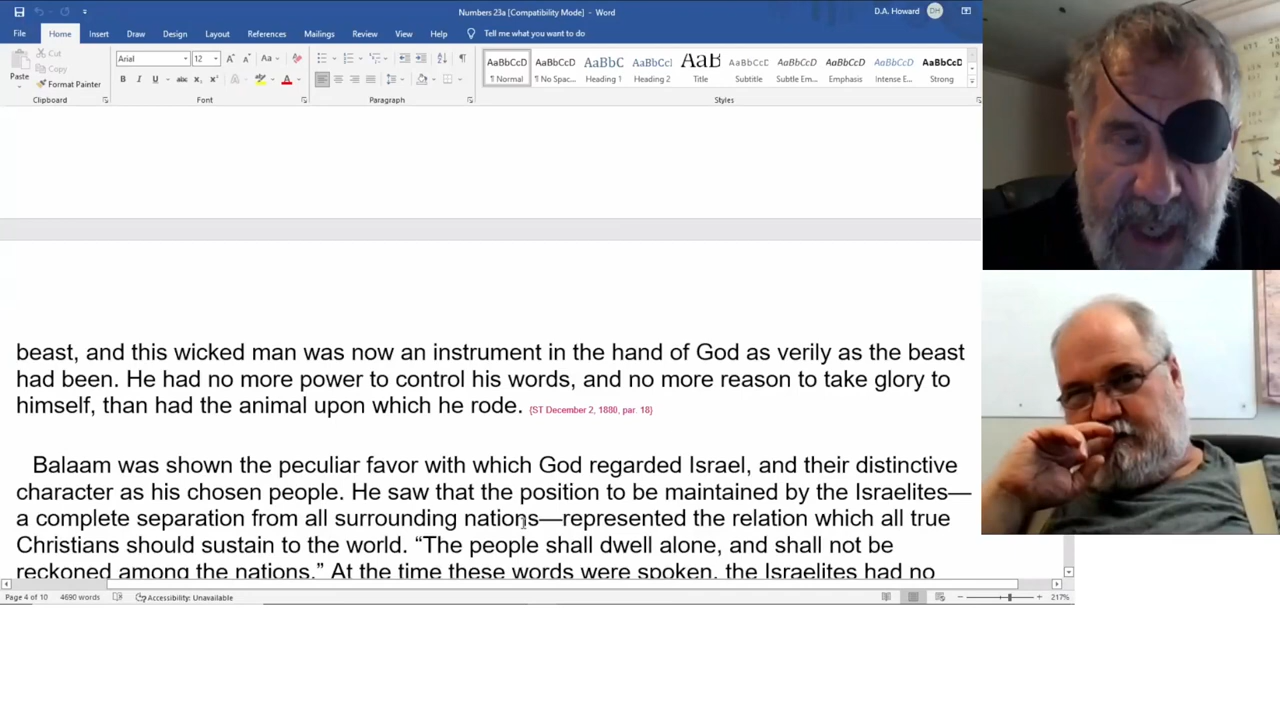 Numbers 23a [Compatibility Mode] – Word
D.A. Howard
DH
File Home Insert Draw Design Layout References Mailings Review View Help Tell me what you want to do
Cut
Copy
Paste
Format Painter
Arial 12
Clipboard Font Paragraph Styles
AaBbCcD AaBbCcD AaBbC AaBbCcl AaB AaBbCcD AaBbCcD AaBbCcD AaBbCcD AaBbCcD
¶ Normal ¶ No Spac... Heading 1 Heading 2 Title Subtitle Subtle Em... Emphasis Intense E... Strong
beast, and this wicked man was now an instrument in the hand of God as verily as the beast
had been. He had no more power to control his words, and no more reason to take glory to
himself, than had the animal upon which he rode. {ST December 2, 1880, par. 18}
Balaam was shown the peculiar favor with which God regarded Israel, and their distinctive
character as his chosen people. He saw that the position to be maintained by the Israelites—
a complete separation from all surrounding nations—represented the relation which all true
Christians should sustain to the world. “The people shall dwell alone, and shall not be
reckoned among the nations.” At the time these words were spoken, the Israelites had no
Page 4 of 10 4690 words Accessibility: Unavailable 217%